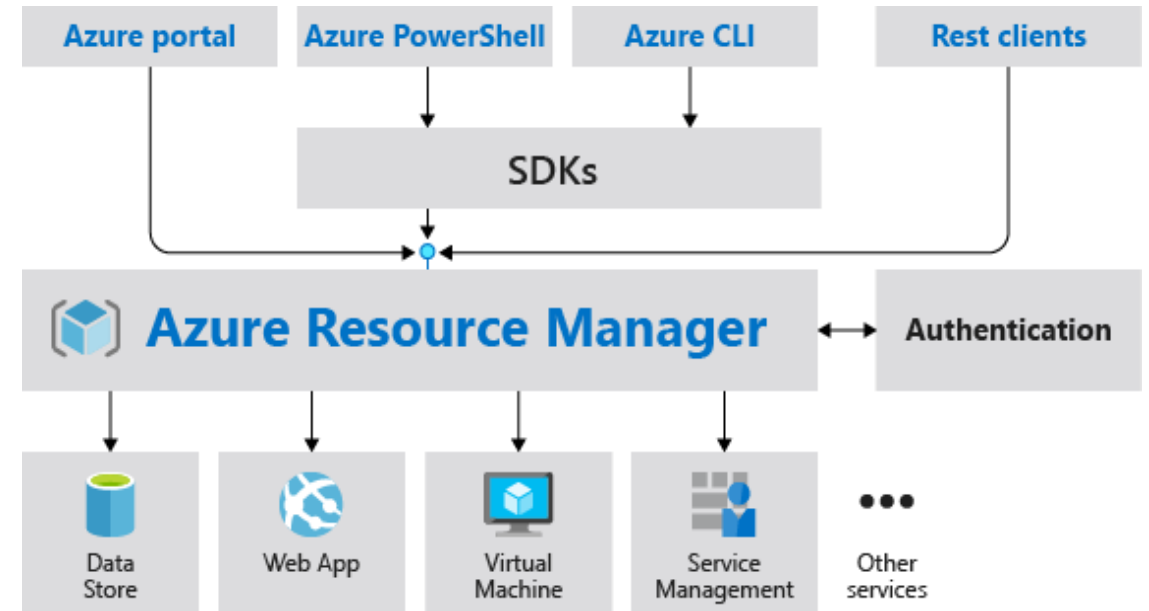 Azure portal
Azure PowerShell
Azure CLI
Rest clients
SDKs
Azure Resource Manager
Authentication
Data
Store
Web App
Virtual
Machine
Service
Management
Other
services